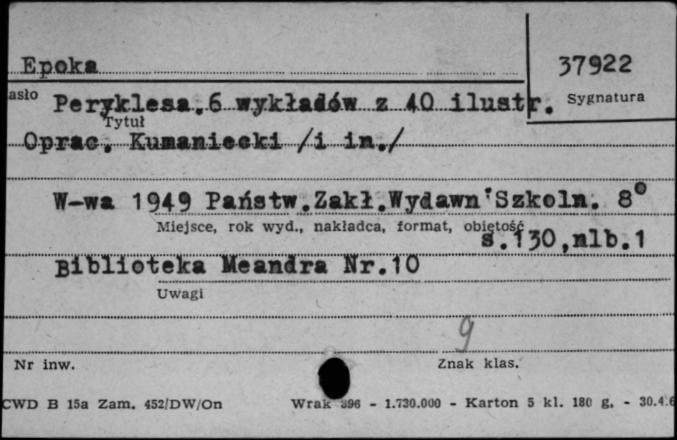 Epoka
37922
asło
Peryklesa.6 wykładów z 40 ilustr.
Sygnatura
Tytuł
Oprac. Kumaniecki /i in./
W-wa 1949 Państw.Zakł.Wydawn.Szkoln. 8°
Miejsce, rok wyd., nakładca, format, objętość
s.130,nlb.1
Biblioteka Meandra Nr.10
Uwagi
9
Nr inw.
Znak klas.
CWD B 15a Zam. 452/DW/On
Wrak 396 - 1.730.000 - Karton 5 kl. 180 g. - 30.4.6